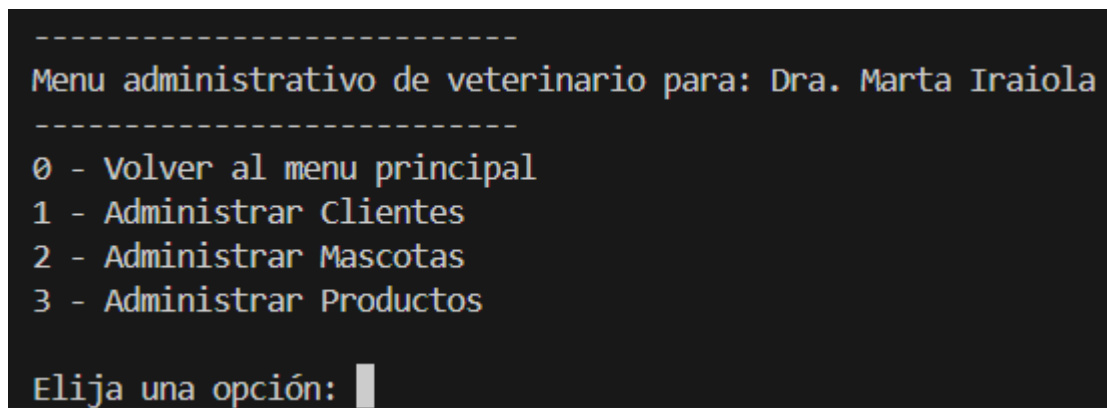 ----------------------------
Menu administrativo de veterinario para: Dra. Marta Iraiola
----------------------------
0 - Volver al menu principal
1 - Administrar Clientes
2 - Administrar Mascotas
3 - Administrar Productos
Elija una opción: